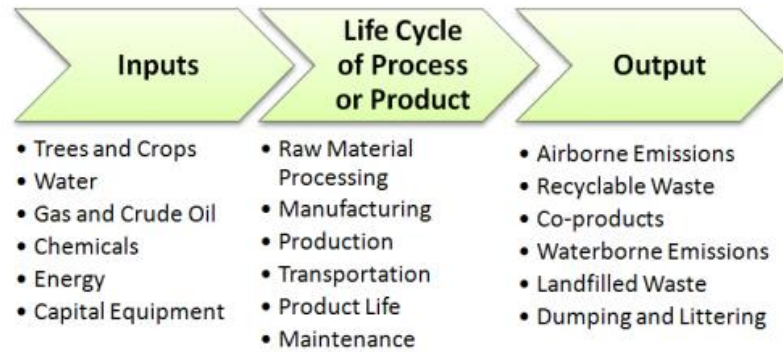 Inputs
• Trees and Crops
• Water
• Gas and Crude Oil
• Chemicals
• Energy
• Capital Equipment
Life Cycle
of Process
or Product
• Raw Material
Processing
• Manufacturing
• Production
• Transportation
• Product Life
• Maintenance
Output
• Airborne Emissions
• Recyclable Waste
• Co-products
• Waterborne Emissions
• Landfilled Waste
• Dumping and Littering